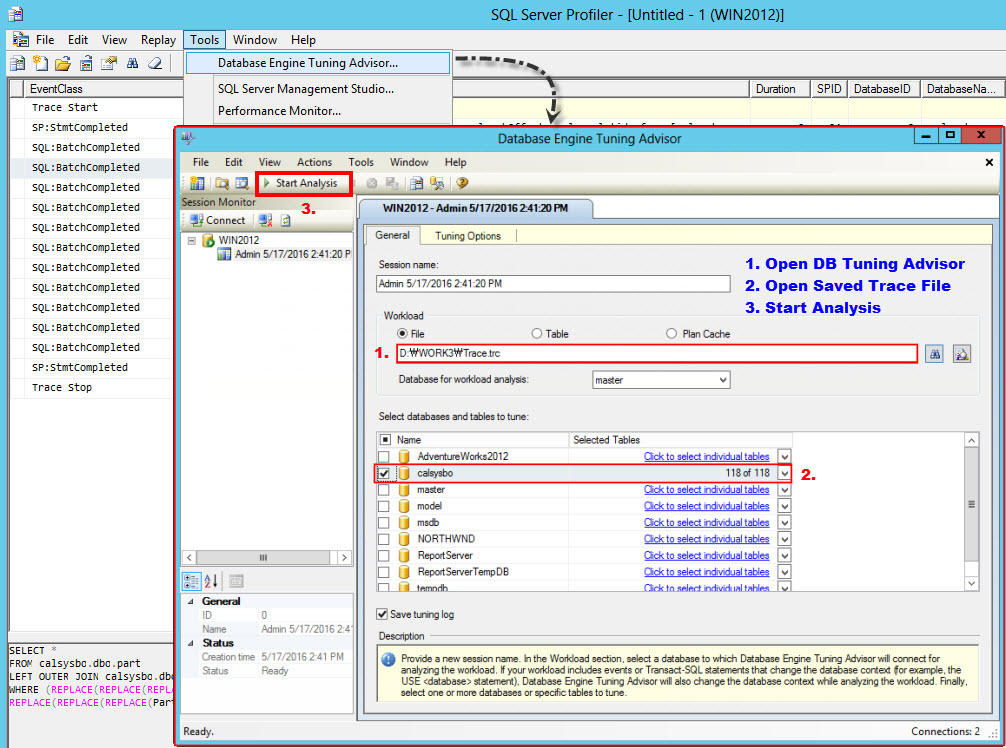 SQL Server Profiler - [Untitled - 1 (WIN2012)]
File Edit View Replay Tools Window Help
Database Engine Tuning Advisor...
SQL Server Management Studio...
Performance Monitor...
EventClass
Duration SPID DatabaseID DatabaseNa...
Trace Start
SP:StmtCompleted
SQL:BatchCompleted
SQL:BatchCompleted
SQL:BatchCompleted
SQL:BatchCompleted
SQL:BatchCompleted
SQL:BatchCompleted
SQL:BatchCompleted
SQL:BatchCompleted
SQL:BatchCompleted
SQL:BatchCompleted
SQL:BatchCompleted
SP:StmtCompleted
Trace Stop
SELECT *
FROM calsysbo.dbo.part
LEFT OUTER JOIN calsysbo.dbo
WHERE (REPLACE(REPLACE(REPL
REPLACE(REPLACE(REPLACE(Par
Database Engine Tuning Advisor
File Edit View Actions Tools Window Help
Start Analysis
3.
Session Monitor
Connect
WIN2012
Admin 5/17/2016 2:41:20 P
General
ID 0
Name Admin 5/17/2016 2:41
Status
Creation time 5/17/2016 2:41 PM
Status Ready
WIN2012 - Admin 5/17/2016 2:41:20 PM
General Tuning Options
Session name:
Admin 5/17/2016 2:41:20 PM
1. Open DB Tuning Advisor
2. Open Saved Trace File
3. Start Analysis
Workload
File Table Plan Cache
1.
D:₩WORK3₩Trace.trc
Database for workload analysis: master
Select databases and tables to tune:
Name Selected Tables
AdventureWorks2012 Click to select individual tables
calsysbo 118 of 118
2.
master Click to select individual tables
model Click to select individual tables
msdb Click to select individual tables
NORTHWND Click to select individual tables
ReportServer Click to select individual tables
ReportServerTempDB Click to select individual tables
tempdb Click to select individual tables
Save tuning log
Description
Provide a new session name. In the Workload section, select a database to which Database Engine Tuning Advisor will connect for
analyzing the workload. If your workload includes events or Transact-SQL statements that change the database context (for example, the
USE <database> statement), Database Engine Tuning Advisor will also change the database context while analyzing the workload. Finally,
select one or more databases or specific tables to tune.
Ready.
Connections: 2